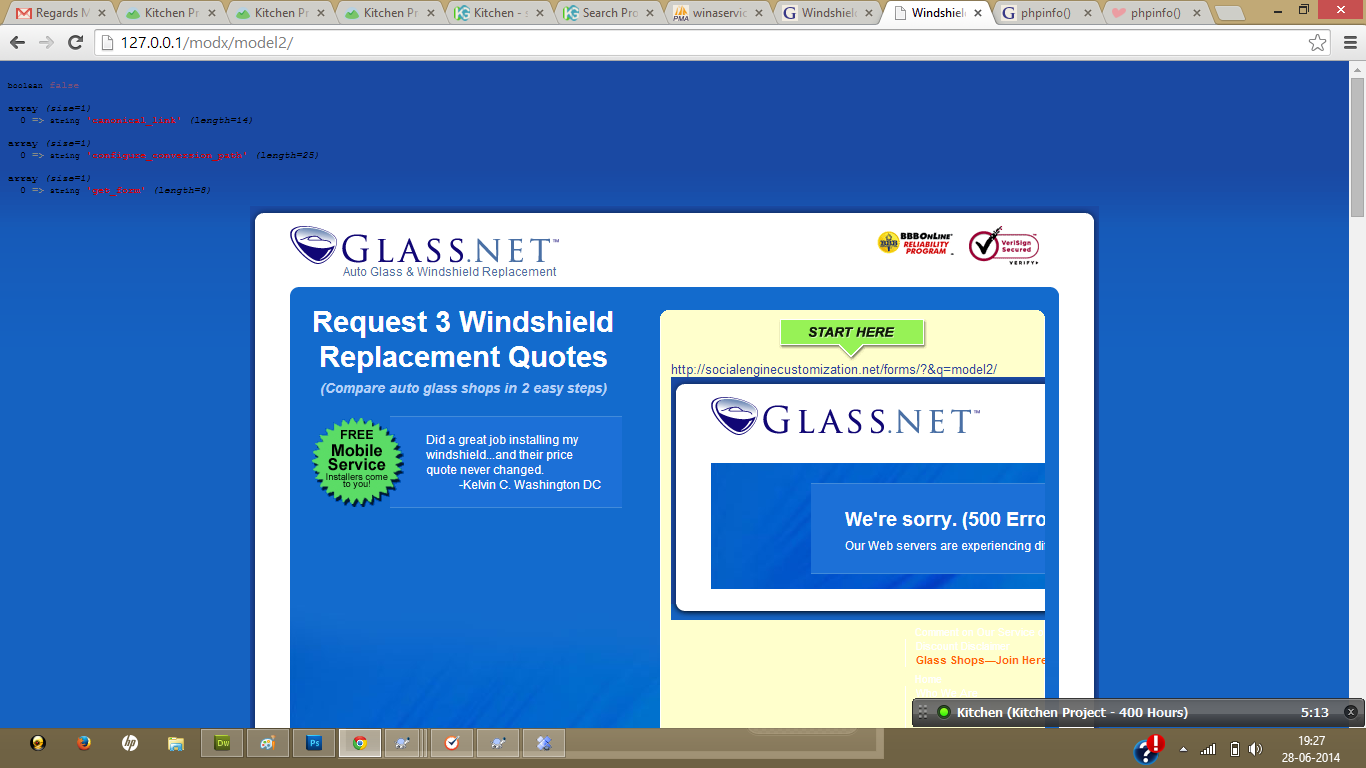 Regards M
Kitchen Pr
Kitchen Pr
Kitchen Pr
Kitchen - s
Search Pro
winaservic
Windshiel
Windshiel
phpinfo()
phpinfo()
127.0.0.1/modx/model2/
boolean false
array (size=1)
0 => string 'canonical_link' (length=14)
array (size=1)
0 => string 'configure_conversion_path' (length=25)
array (size=1)
0 => string 'get_form' (length=8)
GLASS.NET™
Auto Glass & Windshield Replacement
BBBOnLine®
RELIABILITY
PROGRAM
VeriSign
Secured
VERIFY
Request 3 Windshield
Replacement Quotes
(Compare auto glass shops in 2 easy steps)
FREE
Mobile
Service
Installers come
to you!
Did a great job installing my
windshield...and their price
quote never changed.
-Kelvin C. Washington DC
START HERE
http://socialenginecustomization.net/forms/?&q=model2/
GLASS.NET™
We're sorry. (500 Erro
Our Web servers are experiencing di
Glass Shops—Join Here
Kitchen (Kitchen Project - 400 Hours)
5:13
hp
Dw
Ps
19:27
28-06-2014